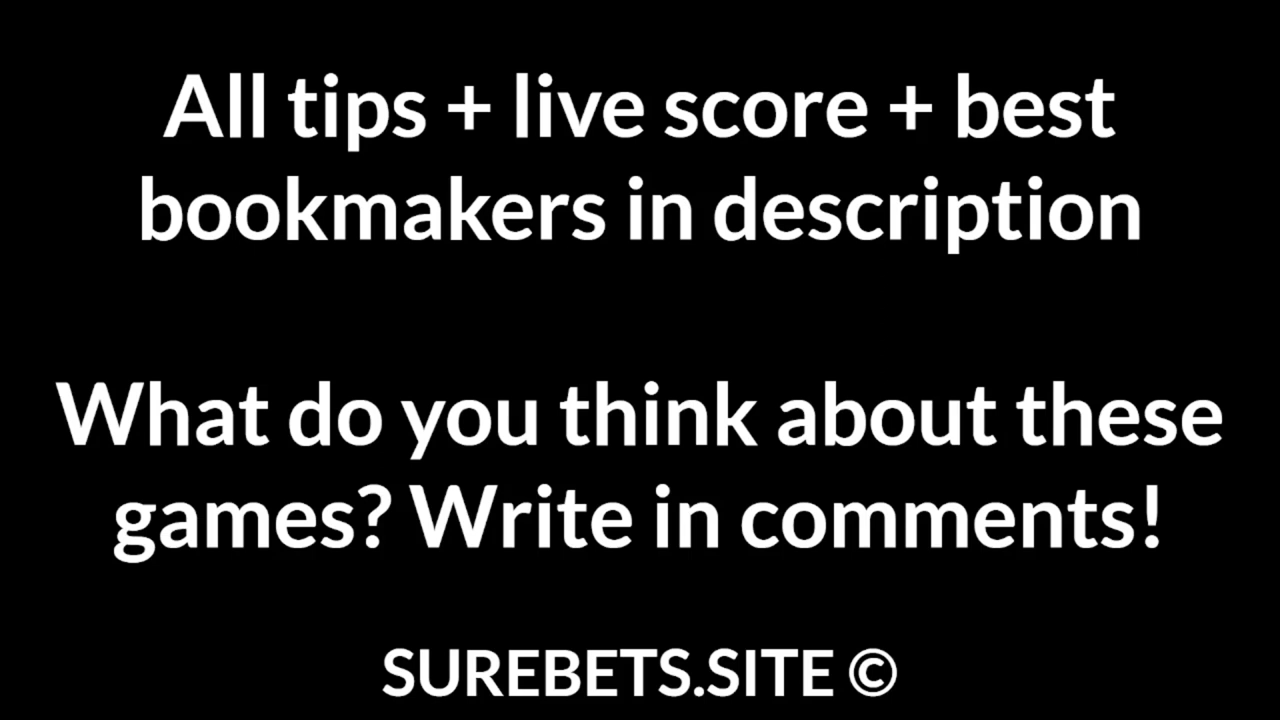 All tips + live score + best
bookmakers in description
What do you think about these
games? Write in comments!
SUREBETS.SITE ©